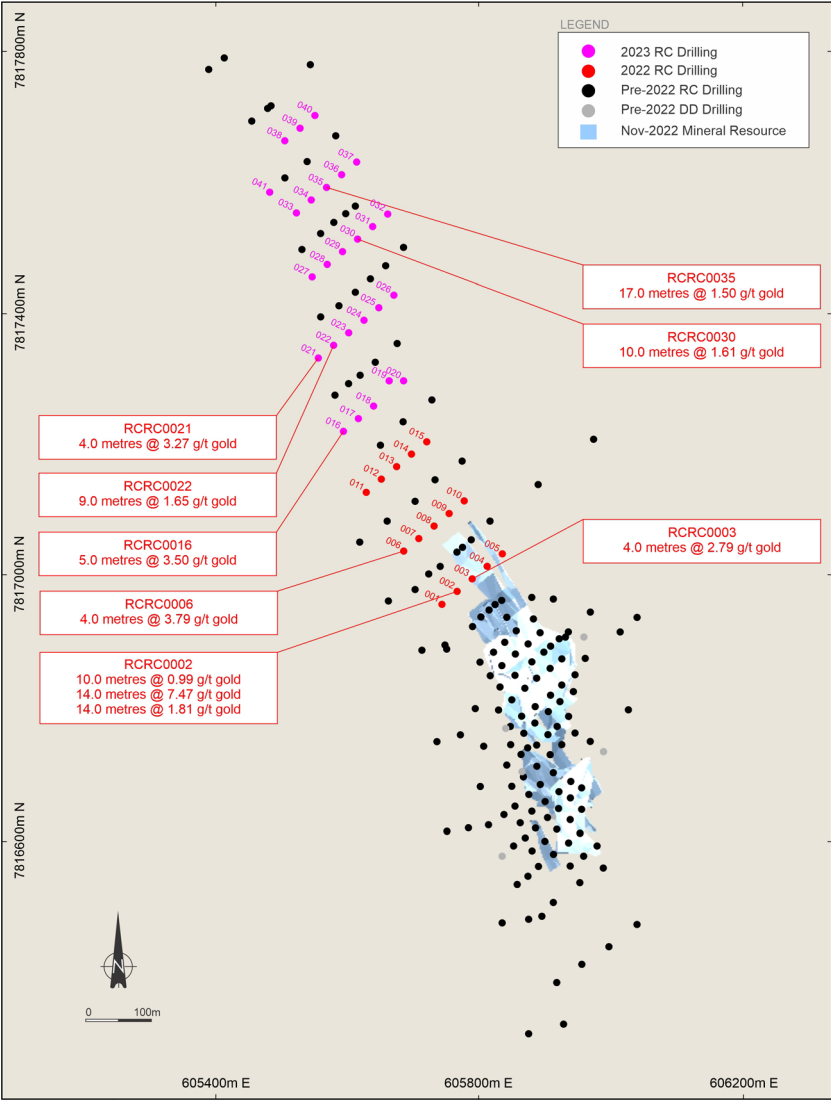 7817800m N
LEGEND
2023 RC Drilling
2022 RC Drilling
Pre-2022 RC Drilling
Pre-2022 DD Drilling
Nov-2022 Mineral Resource
040
039
038
037
036
035
034
041
033
032
031
030
029
028
027
026
025
024
023
022
021
7817400m N
RCRC0035
17.0 metres @ 1.50 g/t gold
RCRC0030
10.0 metres @ 1.61 g/t gold
020
019
018
017
016
RCRC0021
4.0 metres @ 3.27 g/t gold
015
014
013
012
011
RCRC0022
9.0 metres @ 1.65 g/t gold
010
009
008
007
006
RCRC0016
5.0 metres @ 3.50 g/t gold
RCRC0003
4.0 metres @ 2.79 g/t gold
005
004
003
002
001
7817000m N
RCRC0006
4.0 metres @ 3.79 g/t gold
RCRC0002
10.0 metres @ 0.99 g/t gold
14.0 metres @ 7.47 g/t gold
14.0 metres @ 1.81 g/t gold
7816600m N
N
0 100m
605400m E
605800m E
606200m E